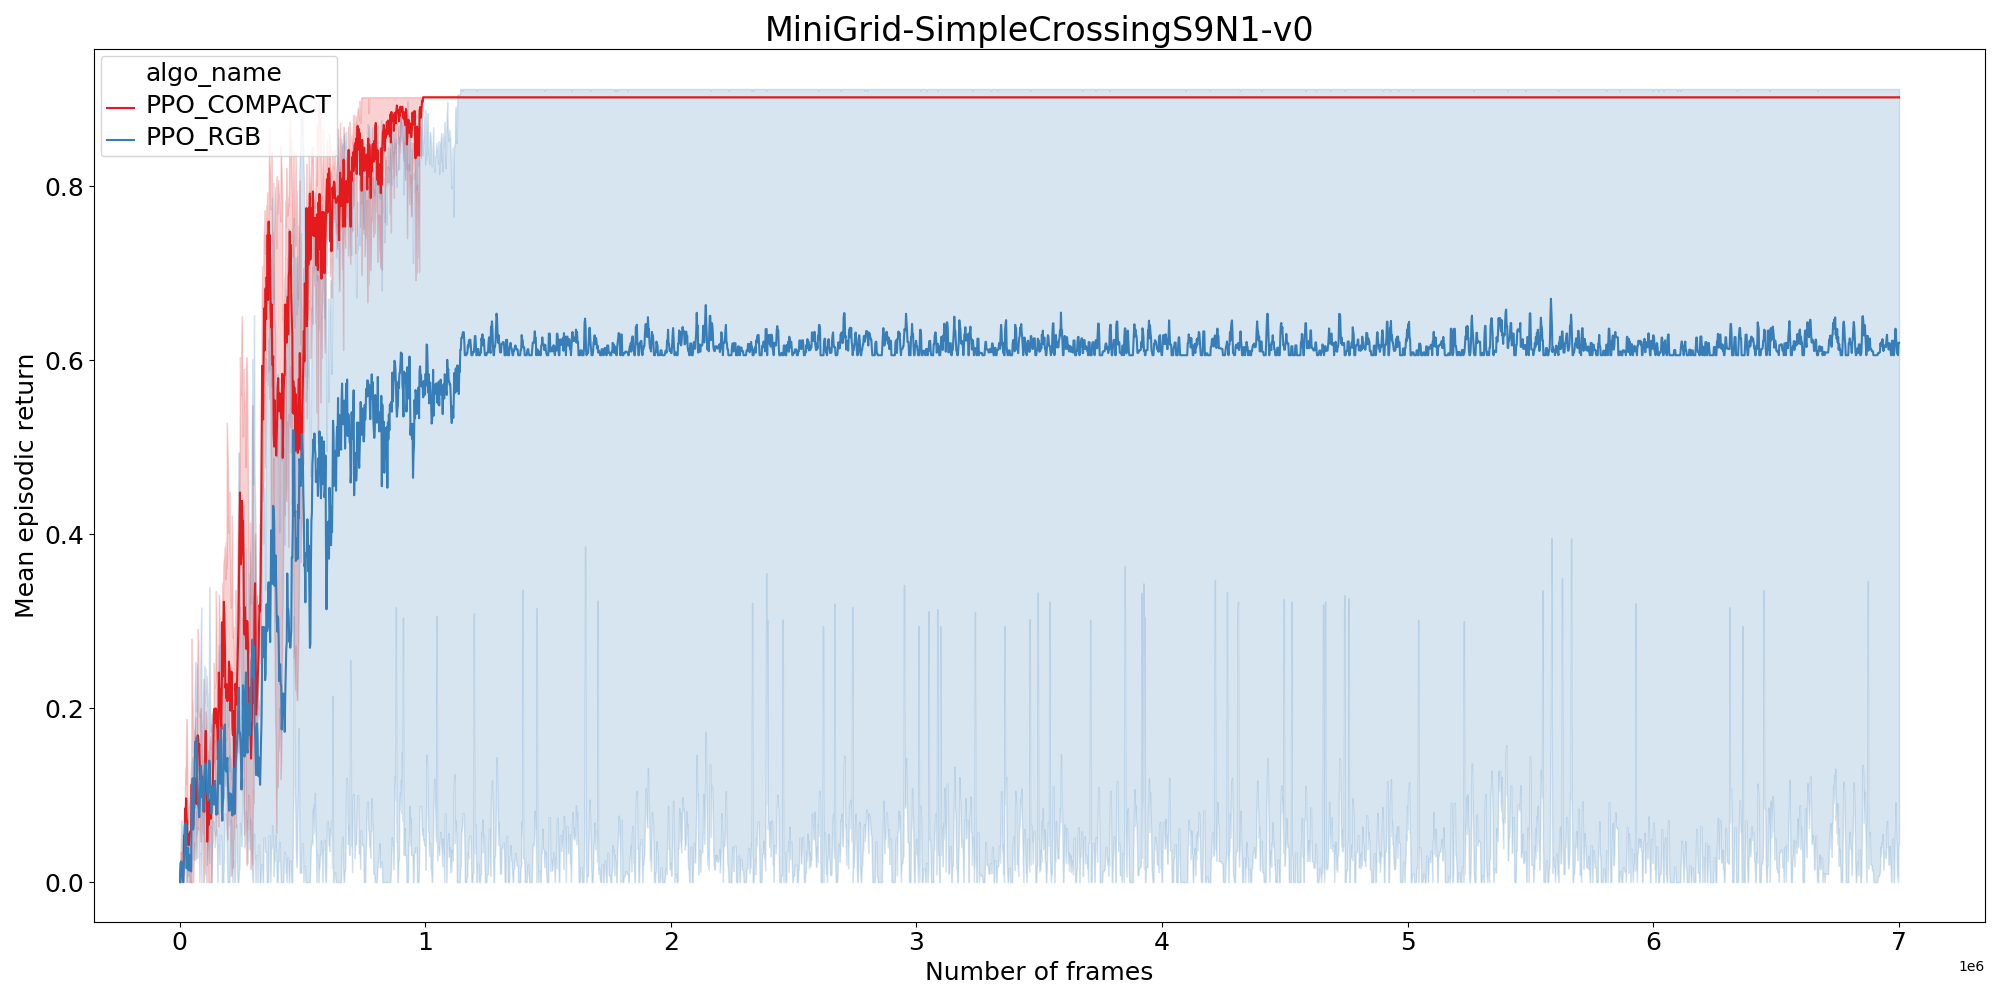 MiniGrid-SimpleCrossingS9N1-v0
algo_name
PPO_COMPACT
PPO_RGB
Mean episodic return
0.8
0.6
0.4
0.2
0.0
0 1 2 3 4 5 6 7
Number of frames
1e6